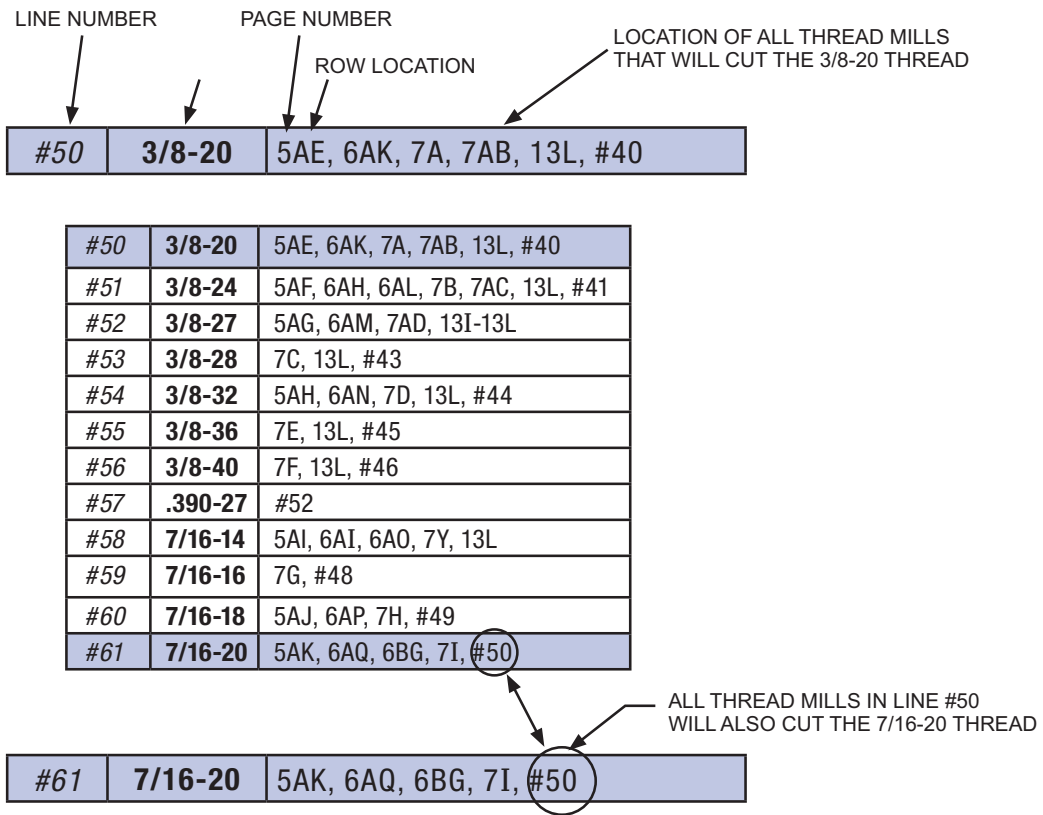 LINE NUMBER
PAGE NUMBER
ROW LOCATION
LOCATION OF ALL THREAD MILLS
THAT WILL CUT THE 3/8-20 THREAD
#50 3/8-20 5AE, 6AK, 7A, 7AB, 13L, #40
#50 3/8-20 5AE, 6AK, 7A, 7AB, 13L, #40
#51 3/8-24 5AF, 6AH, 6AL, 7B, 7AC, 13L, #41
#52 3/8-27 5AG, 6AM, 7AD, 13I-13L
#53 3/8-28 7C, 13L, #43
#54 3/8-32 5AH, 6AN, 7D, 13L, #44
#55 3/8-36 7E, 13L, #45
#56 3/8-40 7F, 13L, #46
#57 .390-27 #52
#58 7/16-14 5AI, 6AI, 6AO, 7Y, 13L
#59 7/16-16 7G, #48
#60 7/16-18 5AJ, 6AP, 7H, #49
#61 7/16-20 5AK, 6AQ, 6BG, 7I, #50
ALL THREAD MILLS IN LINE #50
WILL ALSO CUT THE 7/16-20 THREAD
#61 7/16-20 5AK, 6AQ, 6BG, 7I, #50